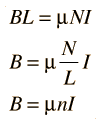 BL = μNI
B = μ N/L I
B = μnI